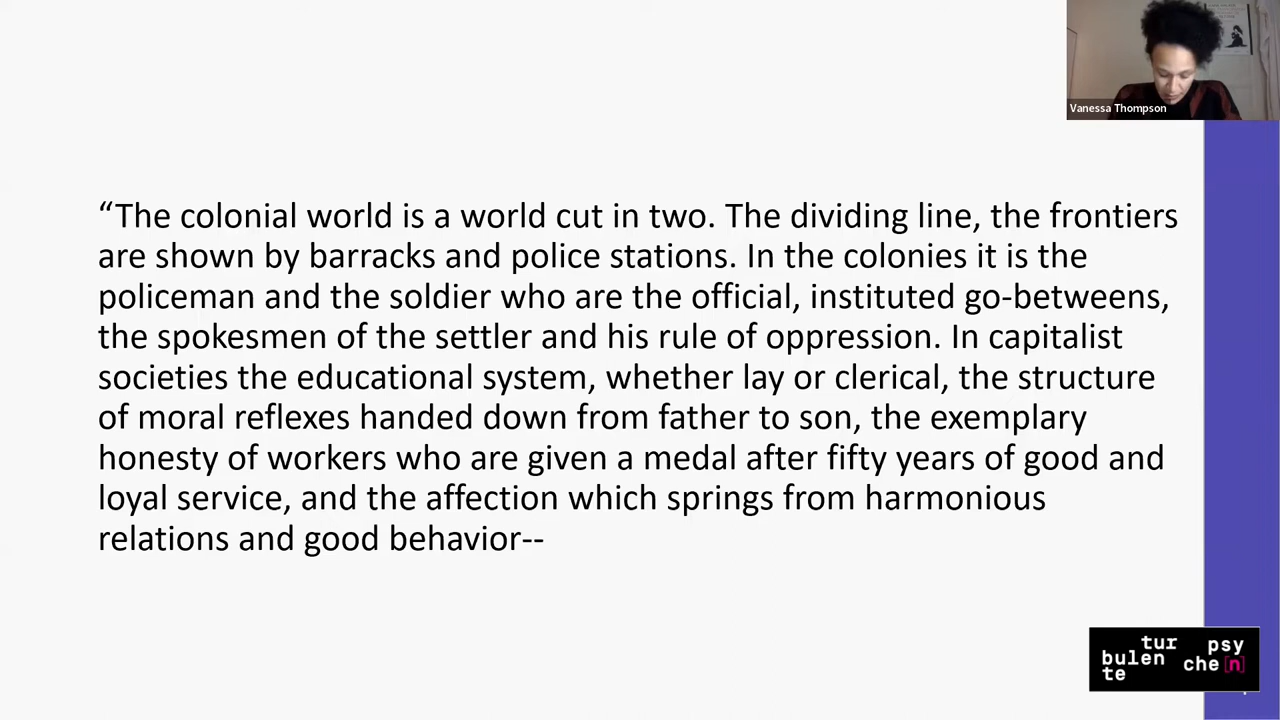 Vanessa Thompson
“The colonial world is a world cut in two. The dividing line, the frontiers
are shown by barracks and police stations. In the colonies it is the
policeman and the soldier who are the official, instituted go-betweens,
the spokesmen of the settler and his rule of oppression. In capitalist
societies the educational system, whether lay or clerical, the structure
of moral reflexes handed down from father to son, the exemplary
honesty of workers who are given a medal after fifty years of good and
loyal service, and the affection which springs from harmonious
relations and good behavior--
tur
bulen
te
psy
che[n]